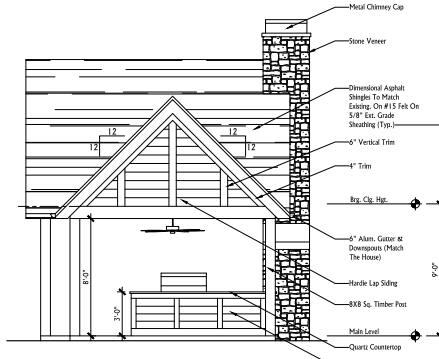 Metal Chimney Cap
Stone Veneer
Dimensional Asphalt
Shingles To Match
Existing. On #15 Felt On
5/8" Ext. Grade
Sheathing (Typ.)
12
12
12
12
6" Vertical Trim
4" Trim
Brg. Clg. Hgt.
6" Alum. Gutter &
Downspouts (Match
The House)
Hardie Lap Siding
8X8 Sq. Timber Post
8'-0"
9'-0"
3'-0"
Main Level
Quartz Countertop